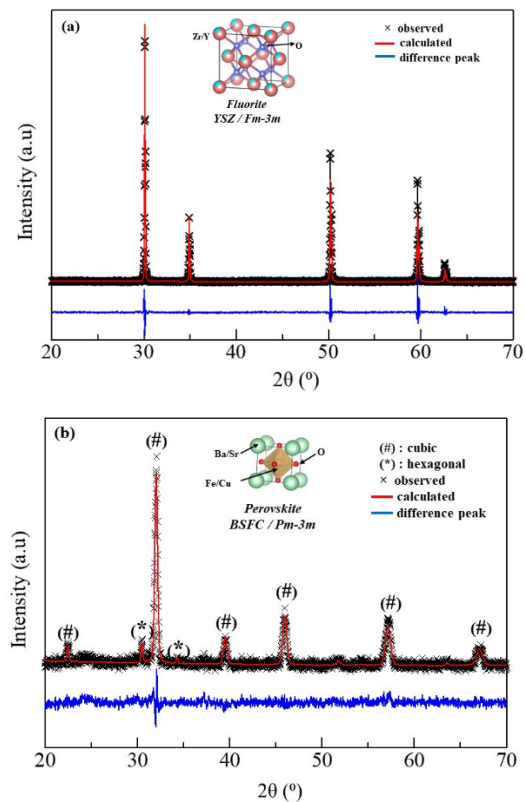 (a)
× observed
calculated
difference peak
Zr/Y
O
Fluorite
YSZ / Fm-3m
Intensity (a.u)
20 30 40 50 60 70
2θ (º)
(b)
(#)
(#) : cubic
(*) : hexagonal
× observed
calculated
difference peak
Ba/Sr
O
Fe/Cu
Perovskite
BSFC / Pm-3m
Intensity (a.u)
(#) (*) (*) (#) (#) (#) (#)
20 30 40 50 60 70
2θ (º)